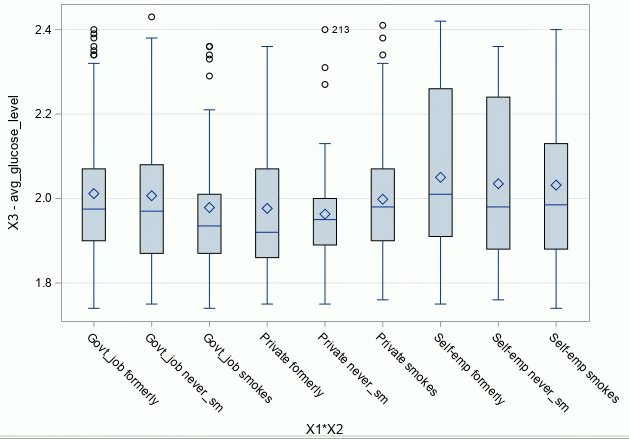 2.4
2.2
2.0
1.8
X3 - avg_glucose_level
213
Govt_job formerly
Govt_job never_sm
Govt_job smokes
Private formerly
Private never_sm
Private smokes
Self-emp formerly
Self-emp never_sm
Self-emp smokes
X1*X2